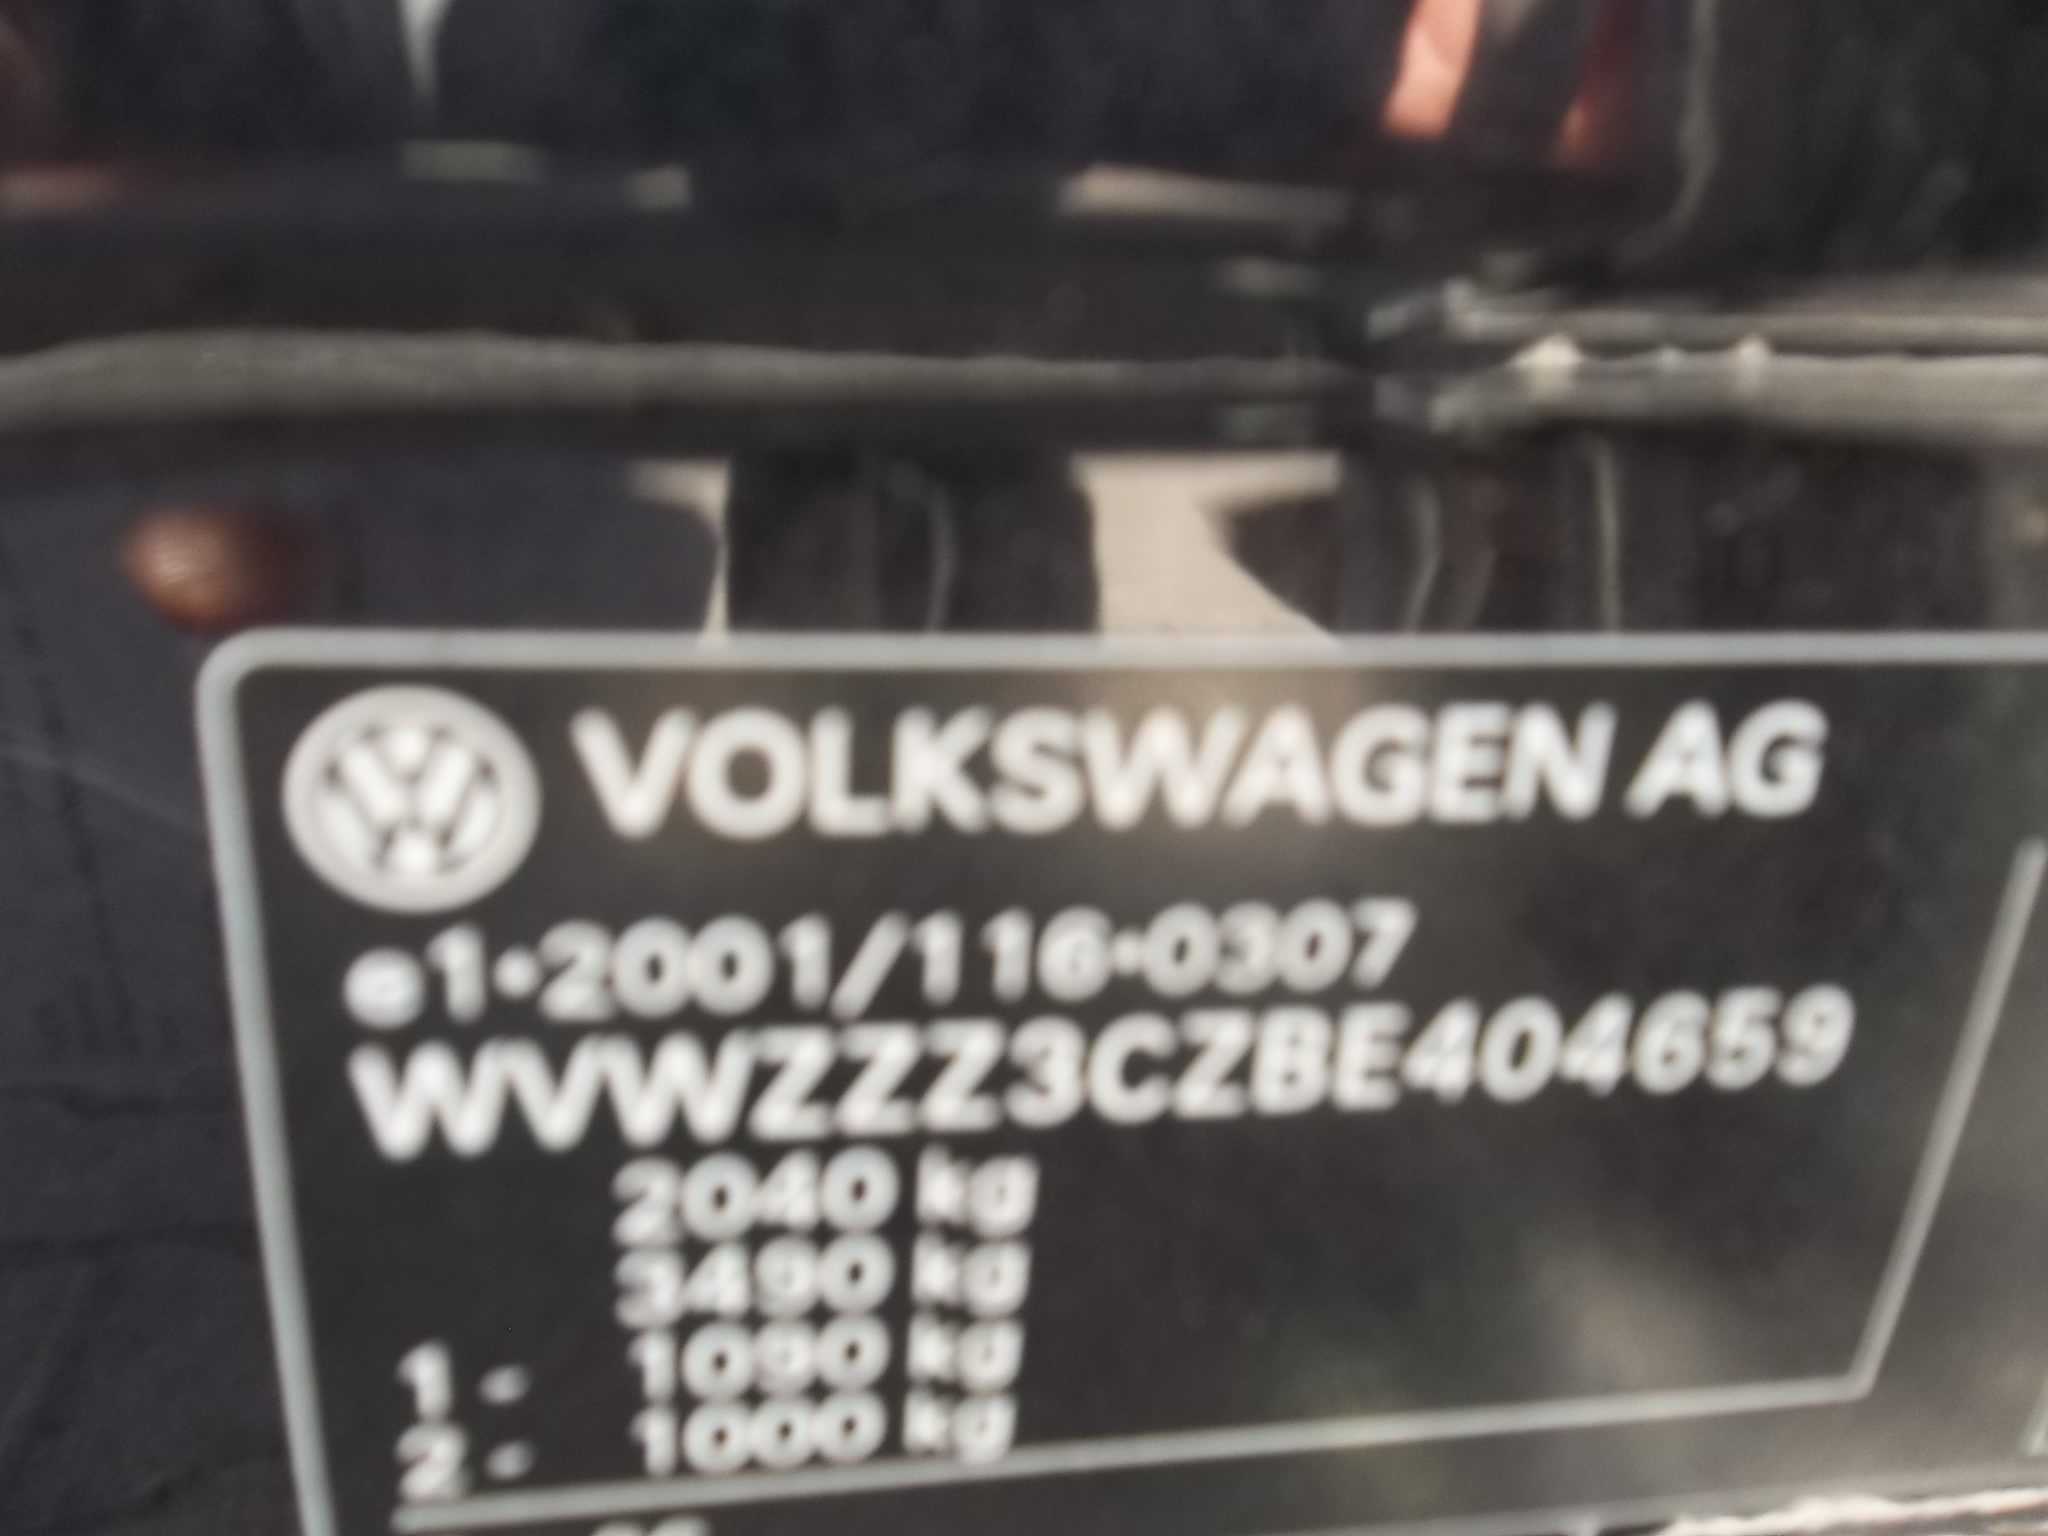 VOLKSWAGEN AG
e1*2001/116*0307
WVWZZZ3CZBE404659
2040 kg
3490 kg
1- 1090 kg
2- 1000 kg